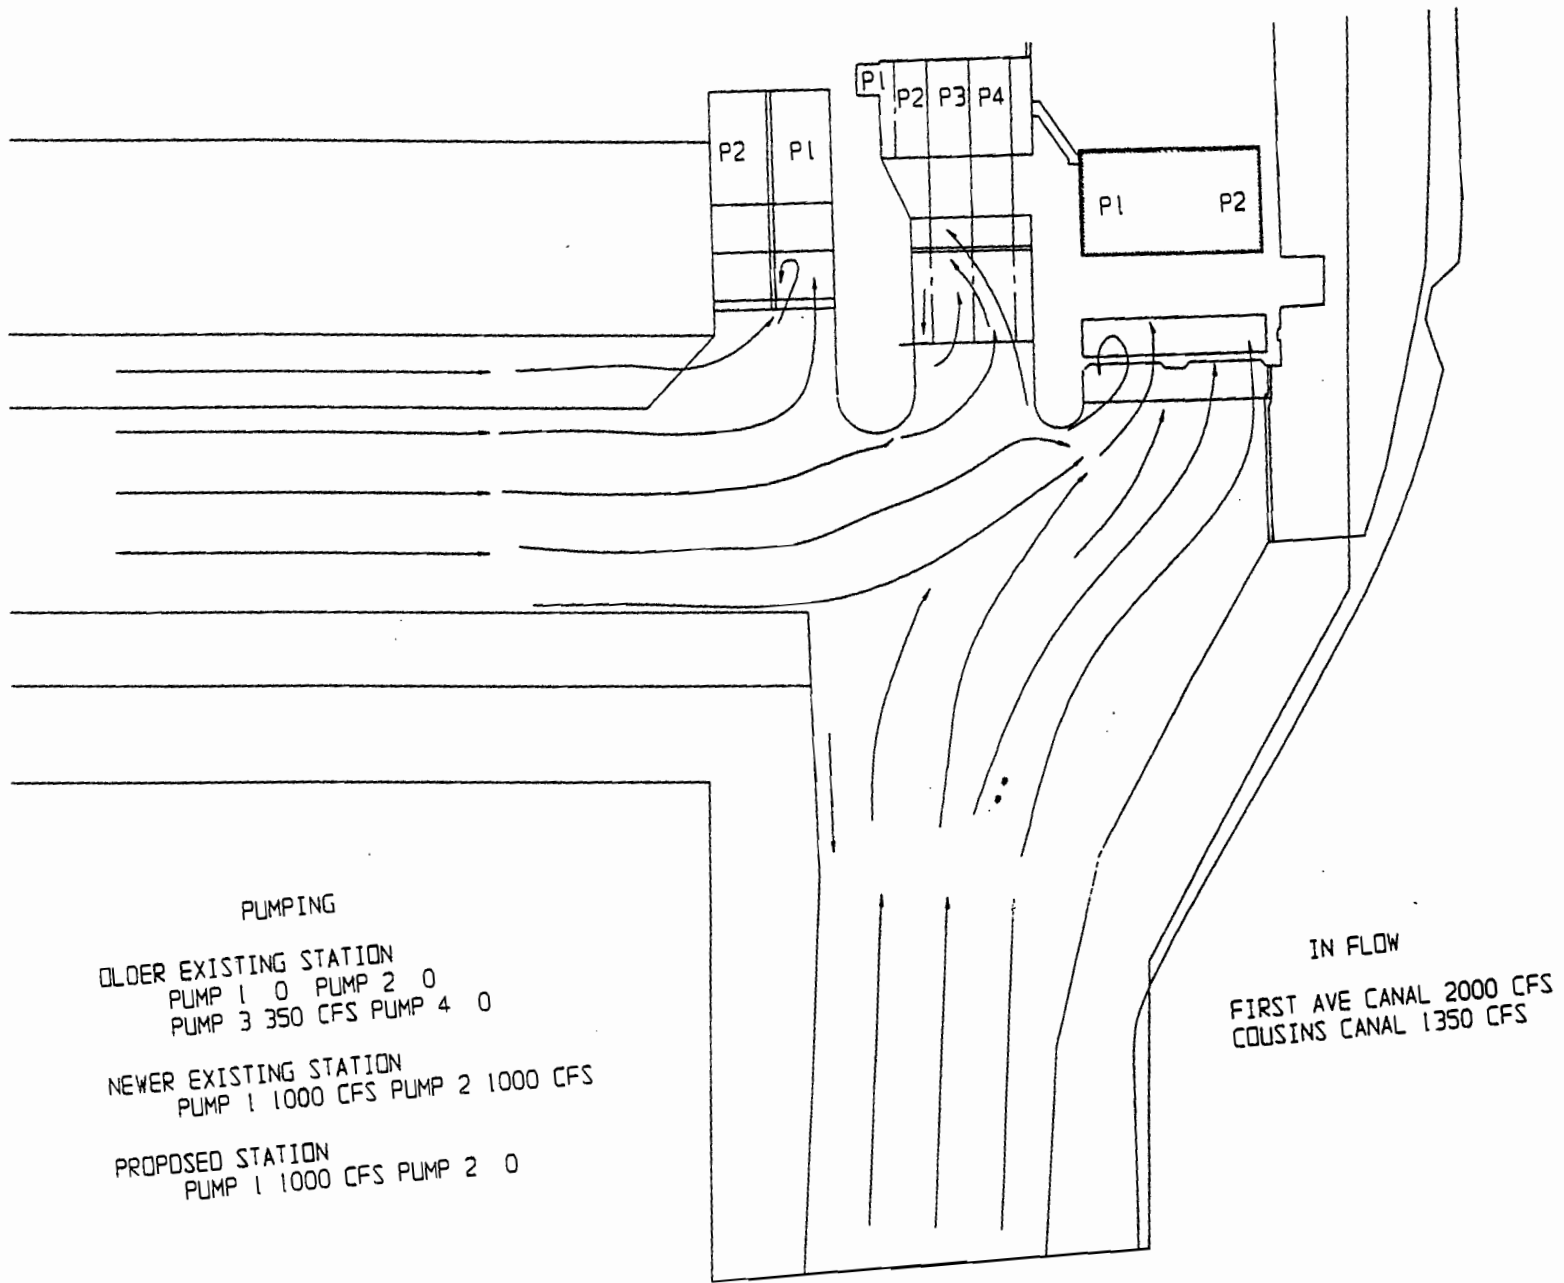 P1
P2 P3 P4
P2 P1
P1 P2
PUMPING
OLDER EXISTING STATION
PUMP 1 0 PUMP 2 0
PUMP 3 350 CFS PUMP 4 0
NEWER EXISTING STATION
PUMP 1 1000 CFS PUMP 2 1000 CFS
PROPOSED STATION
PUMP 1 1000 CFS PUMP 2 0
IN FLOW
FIRST AVE CANAL 2000 CFS
COUSINS CANAL 1350 CFS